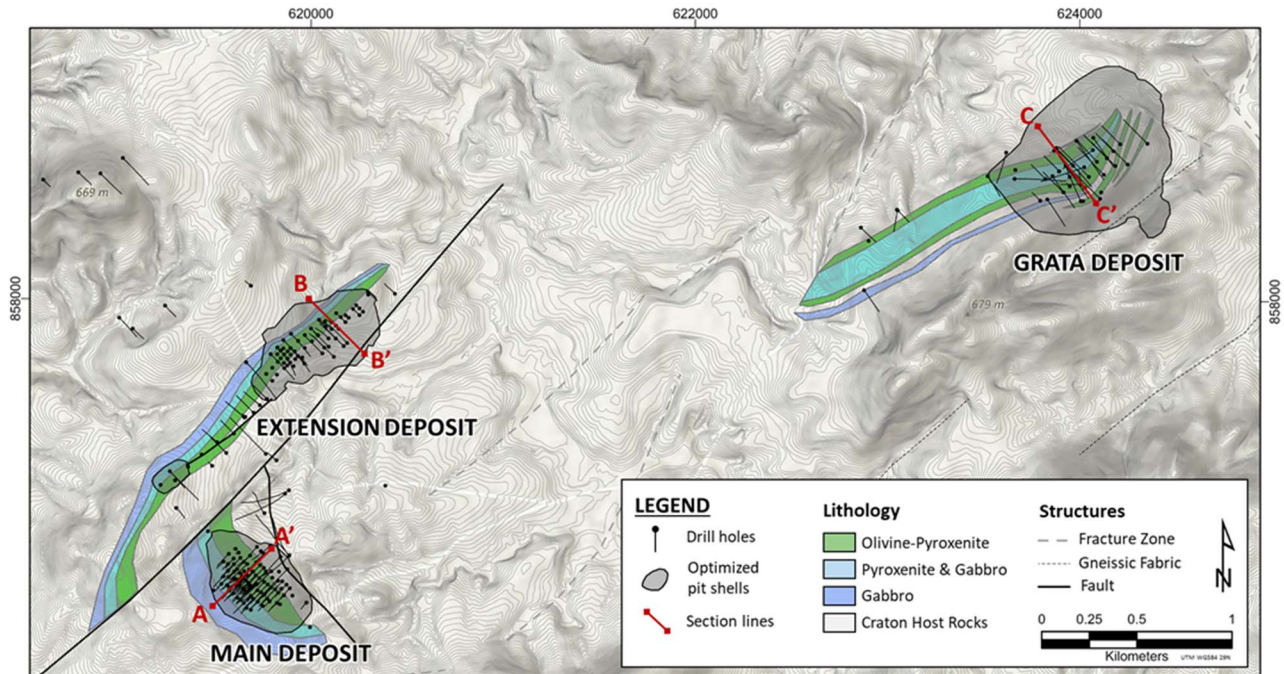 620000
622000
624000
669 m
C
C'
GRATA DEPOSIT
858000
858000
679 m
B
B'
EXTENSION DEPOSIT
A'
A
MAIN DEPOSIT
LEGEND
Drill holes
Optimized
pit shells
Section lines
Lithology
Olivine-Pyroxenite
Pyroxenite & Gabbro
Gabbro
Craton Host Rocks
Structures
Fracture Zone
Gneissic Fabric
Fault
N
0 0.25 0.5 1
Kilometers
UTM WGS84 29N